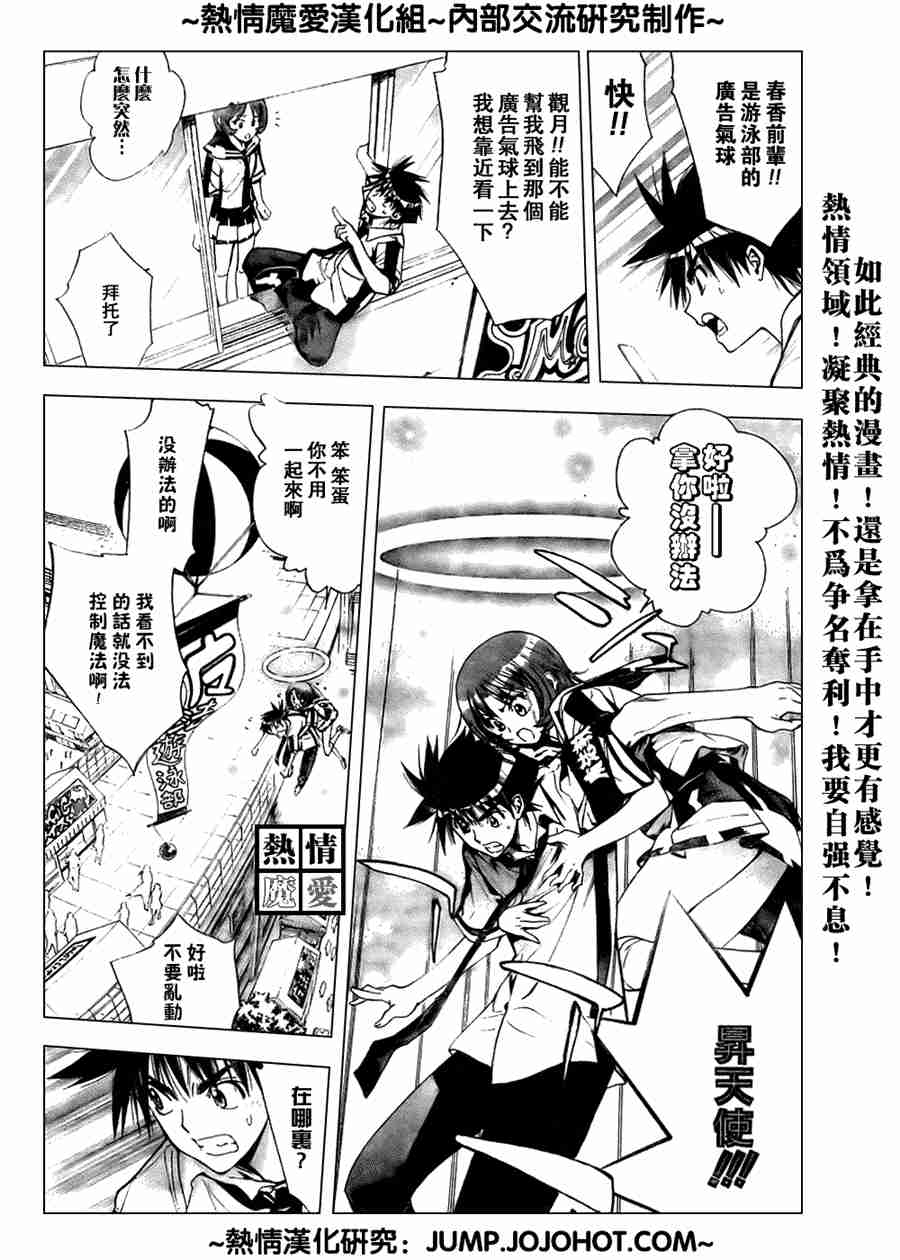 ~熱情魔愛漢化組~內部交流研究制作~
春香前輩!!
是游泳部的
廣告氣球
快!!
觀月!!能不能
幫我飛到那個
廣告氣球上去?
我想靠近看一下
什麼
怎麼突然…
拜托了
好啦——
拿你沒辦法
昇天使!!!
笨 笨蛋
你不用
一起來啊
没辦法的啊
我看不到
的話就没法
控制魔法啊!
遊泳部
熱情
魔愛
好啦
不要亂動
在哪裏?
如此經典的漫畫!還是拿在手中才更有感覺!
熱情領域!凝聚熱情!不爲争名奪利!我要自强不息!
~熱情漢化研究: JUMP.JOJOHOT.COM~